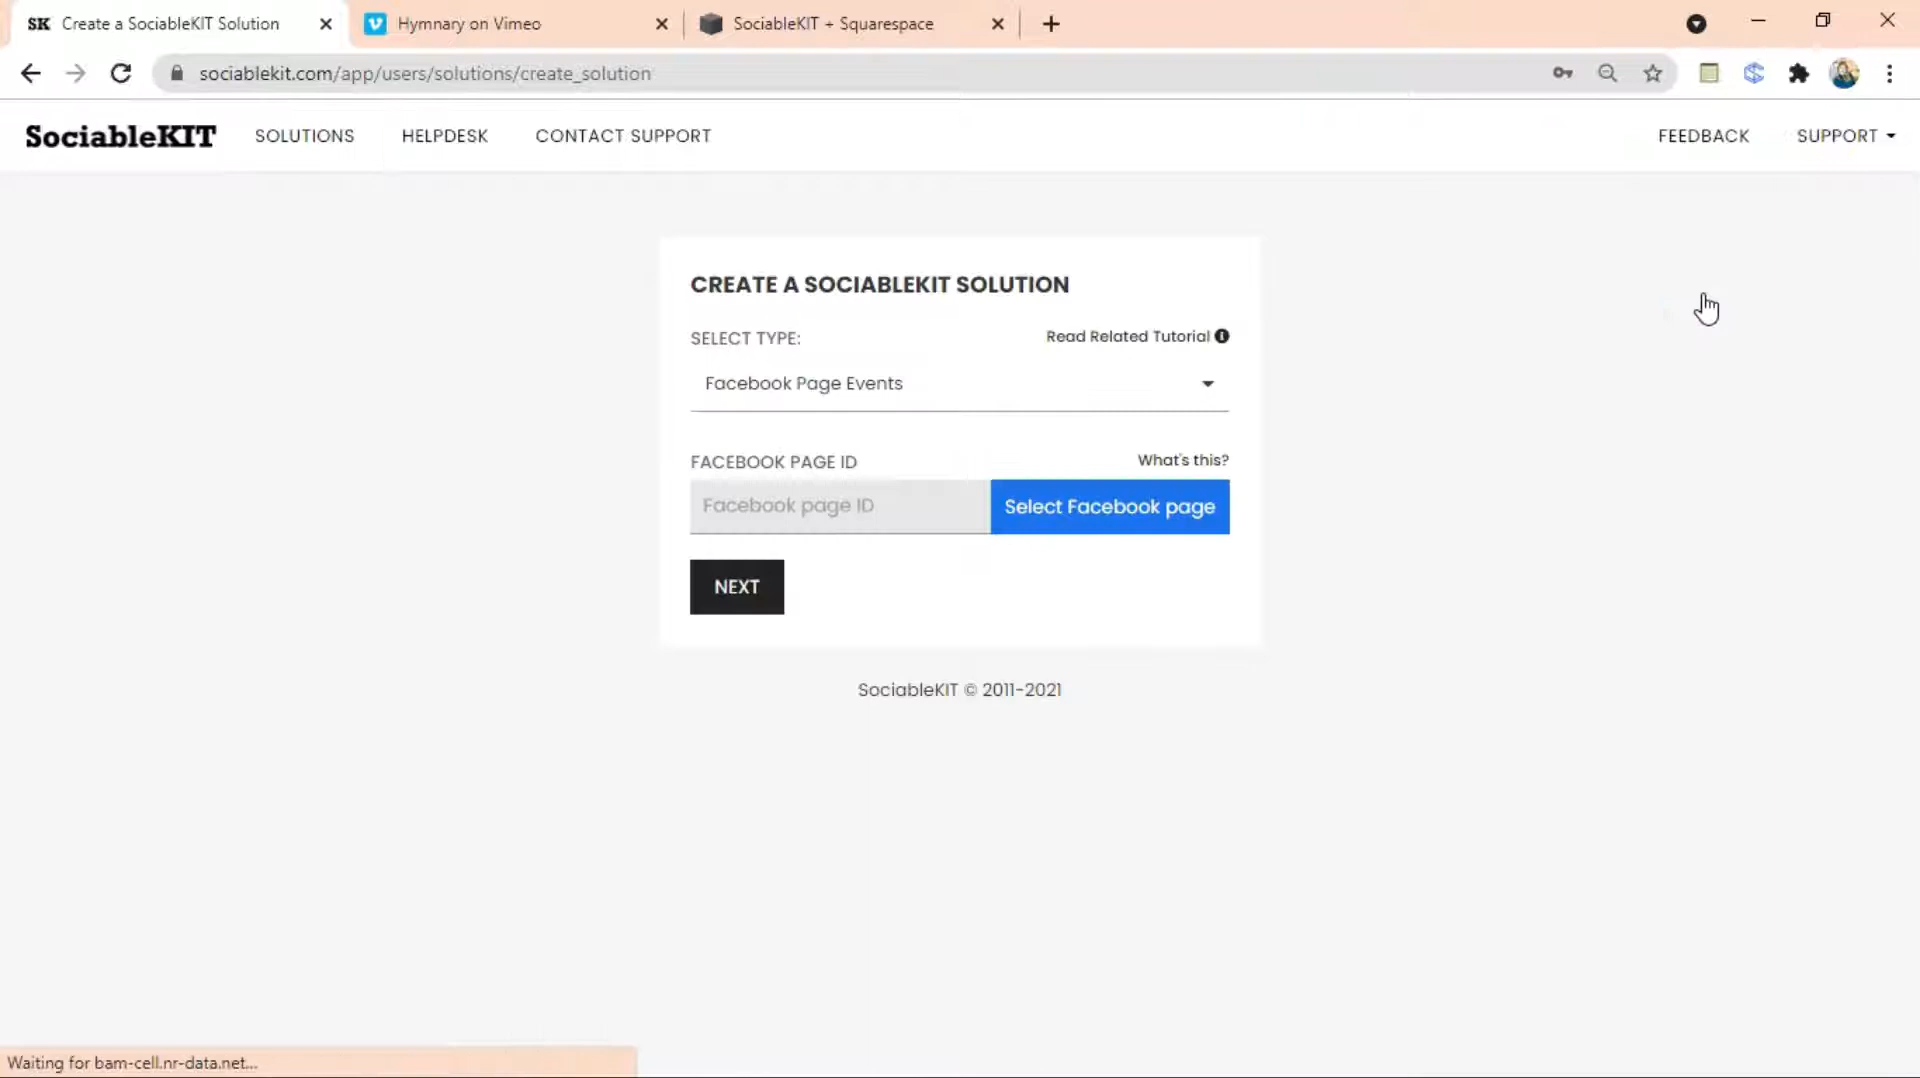 SK Create a SociableKIT Solution
Hymnary on Vimeo
SociableKIT + Squarespace
sociablekit.com/app/users/solutions/create_solution
SociableKIT SOLUTIONS HELPDESK CONTACT SUPPORT FEEDBACK SUPPORT
CREATE A SOCIABLEKIT SOLUTION
SELECT TYPE: Read Related Tutorial
Facebook Page Events
FACEBOOK PAGE ID What's this?
Facebook page ID Select Facebook page
NEXT
SociableKIT © 2011-2021
Waiting for bam-cell.nr-data.net...